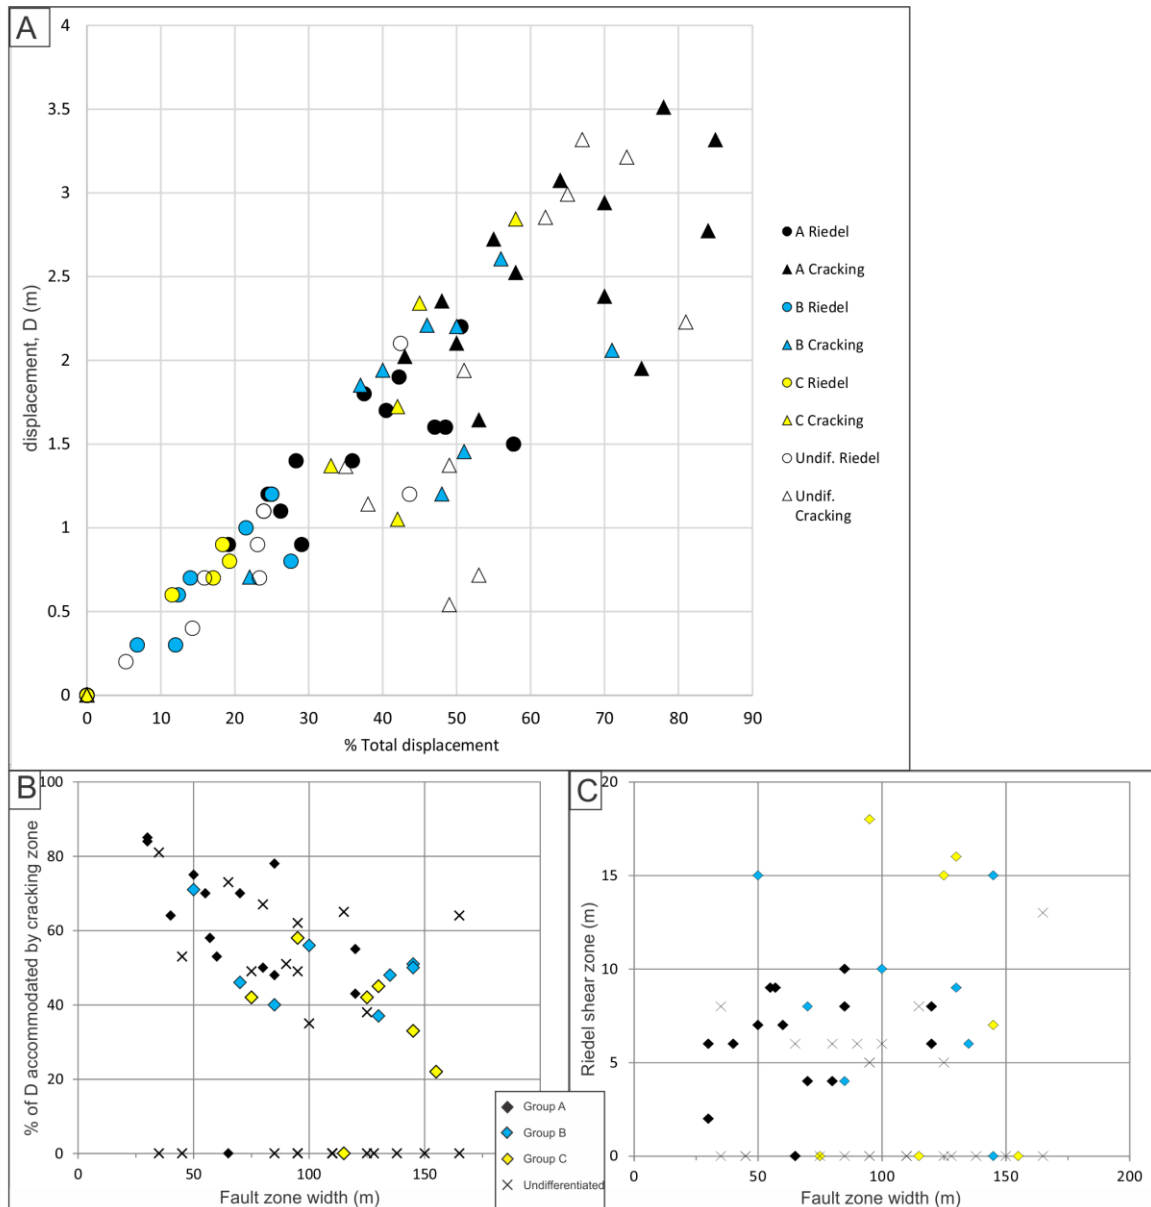 A
4
3.5
3
2.5
2
1.5
1
0.5
0
displacement, D (m)
0 10 20 30 40 50 60 70 80 90
% Total displacement
A Riedel
A Cracking
B Riedel
B Cracking
C Riedel
C Cracking
Undif. Riedel
Undif.
Cracking
B
100
80
60
40
20
0
% of D accommodated by cracking zone
50 100 150
Fault zone width (m)
Group A
Group B
Group C
Undifferentiated
C
20
15
10
5
0
Riedel shear zone (m)
0 50 100 150 200
Fault zone width (m)